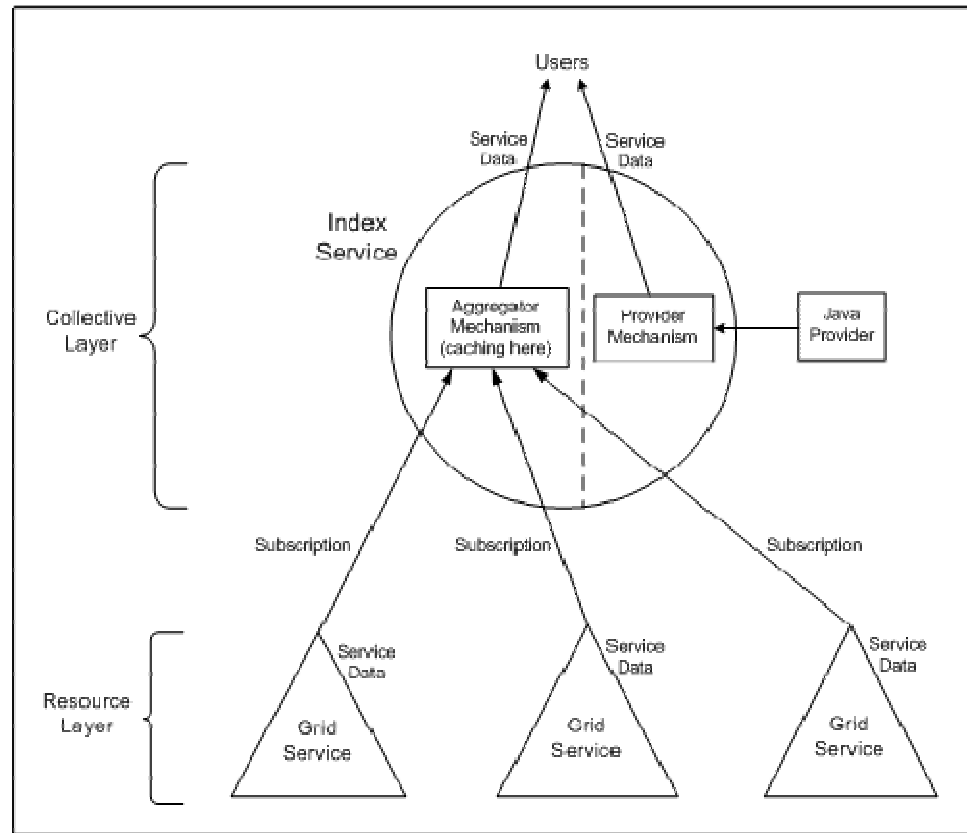 Users
Service
Data
Service
Data
Index
Service
Collective
Layer
Aggregator
Mechanism
(caching here)
Provider
Mechanism
Java
Provider
Subscription
Subscription
Subscription
Resource
Layer
Service
Data
Grid
Service
Service
Data
Grid
Service
Service
Data
Grid
Service